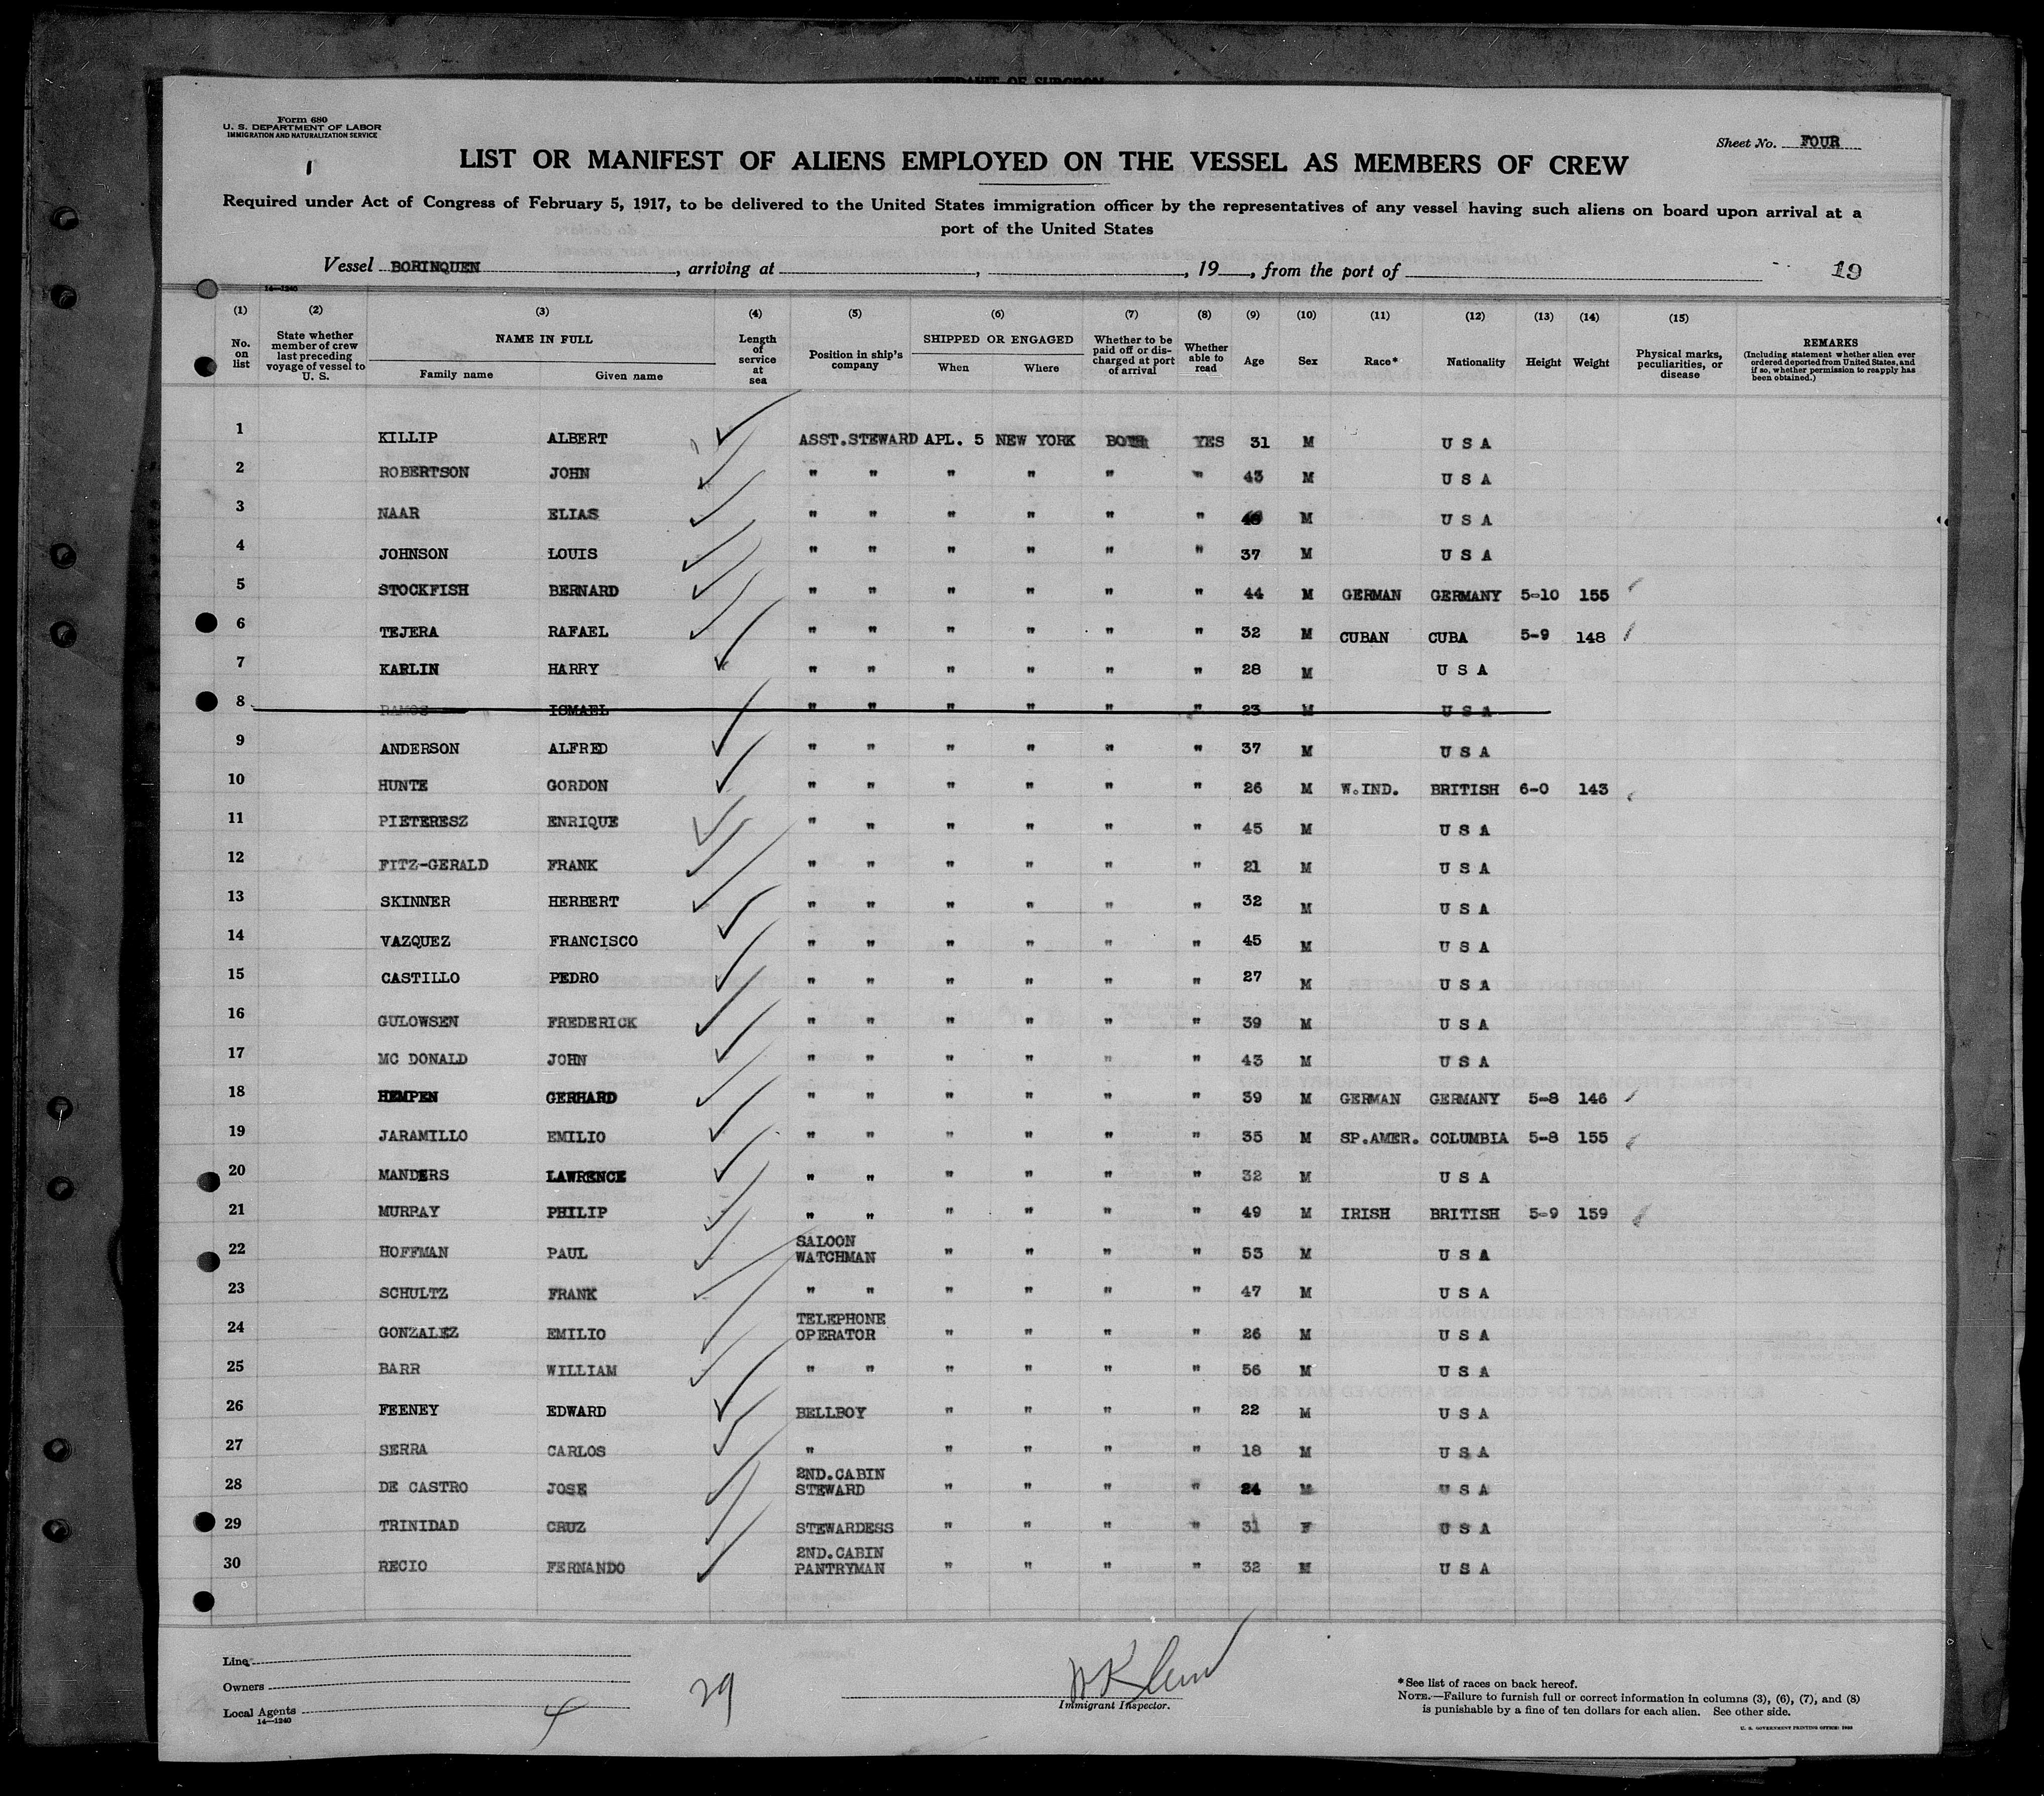 AFFIDAVIT OF SURGEON
Form 680
U. S. DEPARTMENT OF LABOR
IMMIGRATION AND NATURALIZATION SERVICE
1
Sheet No. FOUR
LIST OR MANIFEST OF ALIENS EMPLOYED ON THE VESSEL AS MEMBERS OF CREW
Required under Act of Congress of February 5, 1917, to be delivered to the United States immigration officer by the representatives of any vessel having such aliens on board upon arrival at a
port of the United States
Vessel BORINQUEN, arriving at , , 19 , from the port of 19
14—1240
(1) (2) (3) (4) (5) (6) (7) (8) (9) (10) (11) (12) (13) (14) (15)
No. on list
State whether member of crew last preceding voyage of vessel to U. S.
NAME IN FULL
Family name Given name
Length of service at sea
Position in ship's company
SHIPPED OR ENGAGED
When Where
Whether to be paid off or discharged at port of arrival
Whether able to read
Age Sex Race* Nationality Height Weight
Physical marks, peculiarities, or disease
REMARKS
(Including statement whether alien ever ordered deported from United States, and if so, whether permission to reapply has been obtained.)
1 KILLIP ALBERT ASST.STEWARD APL. 5 NEW YORK YES 31 M U S A
2 ROBERTSON JOHN " " " " " " 43 M U S A
3 NAAR ELIAS " " " " " " M U S A
4 JOHNSON LOUIS " " " " " " 37 M U S A
5 STOCKFISH BERNARD " " " " " " 44 M GERMAN GERMANY 5-10 155
6 TEJERA RAFAEL " " " " " " 32 M CUBAN CUBA 5-9 148
7 KARLIN HARRY " " " " " " 28 M U S A
8 RAMOS ISMAEL " " " " " " 23 M U S A
9 ANDERSON ALFRED " " " " " " 37 M U S A
10 HUNTE GORDON " " " " " " 26 M W.IND. BRITISH 6-0 143
11 PIETERESZ ENRIQUE " " " " " " 45 M U S A
12 FITZ-GERALD FRANK " " " " " " 21 M U S A
13 SKINNER HERBERT " " " " " " 32 M U S A
14 VAZQUEZ FRANCISCO " " " " " " 45 M U S A
15 CASTILLO PEDRO " " " " " " 27 M U S A
16 GULOWSEN FREDERICK " " " " " " 39 M U S A
17 MC DONALD JOHN " " " " " " 43 M U S A
18 HEMPEN GERHARD " " " " " " 39 M GERMAN GERMANY 5-8 146
19 JARAMILLO EMILIO " " " " " " 35 M SP.AMER. COLUMBIA 5-8 155
20 MANDERS LAWRENCE " " " " " " 32 M U S A
21 MURPAY PHILIP " " " " " " 49 M IRISH BRITISH 5-9 159
22 HOFFMAN PAUL SALOON WATCHMAN " " " " 53 M U S A
23 SCHULTZ FRANK " " " " " " 47 M U S A
24 GONZALEZ EMILIO TELEPHONE OPERATOR " " " " 26 M U S A
25 BARR WILLIAM " " " " " " 56 M U S A
26 FEENEY EDWARD BELLBOY " " " " 22 M U S A
27 SERRA CARLOS " " " " " 18 M U S A
28 DE CASTRO JOSE 2ND.CABIN STEWARD " " " " 24 M U S A
29 TRINIDAD CRUZ STEWARDESS " " " " 31 F U S A
30 RECIO FERNANDO 2ND.CABIN PANTRYMAN " " " " 32 M U S A
Line
Owners
Local Agents
14—1240
4
29
Immigrant Inspector.
*See list of races on back hereof.
NOTE.—Failure to furnish full or correct information in columns (3), (6), (7), and (8)
is punishable by a fine of ten dollars for each alien. See other side.